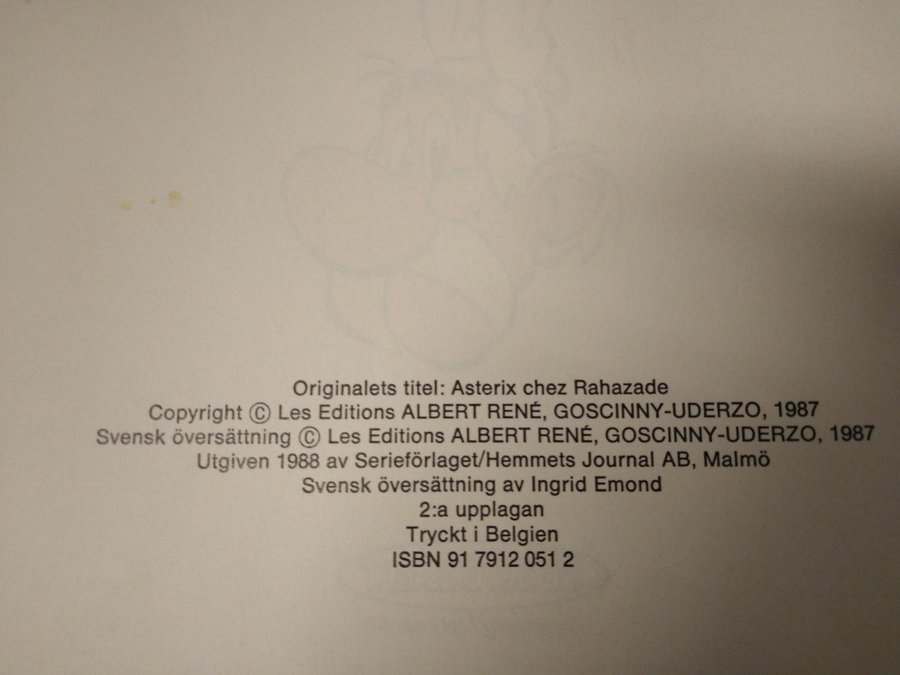 Originalets titel: Asterix chez Rahazade
Copyright © Les Editions ALBERT RENÉ, GOSCINNY-UDERZO, 1987
Svensk översättning © Les Editions ALBERT RENÉ, GOSCINNY-UDERZO, 1987
Utgiven 1988 av Serieförlaget/Hemmets Journal AB, Malmö
Svensk översättning av Ingrid Emond
2:a upplagan
Tryckt i Belgien
ISBN 91 7912 051 2